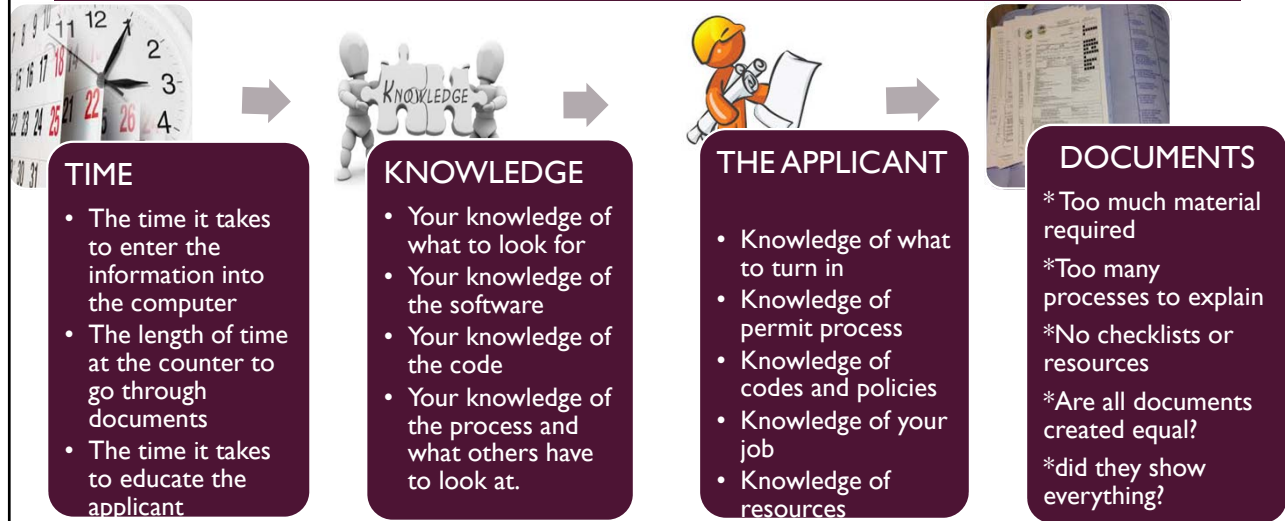 KNOWLEDGE
TIME
• The time it takes
to enter the
information into
the computer
• The length of time
at the counter to
go through
documents
• The time it takes
to educate the
applicant
KNOWLEDGE
• Your knowledge of
what to look for
• Your knowledge of
the software
• Your knowledge of
the code
• Your knowledge of
the process and
what others have
to look at.
THE APPLICANT
• Knowledge of what
to turn in
• Knowledge of
permit process
• Knowledge of
codes and policies
• Knowledge of your
job
• Knowledge of
resources
DOCUMENTS
* Too much material
required
*Too many
processes to explain
*No checklists or
resources
*Are all documents
created equal?
*did they show
everything?